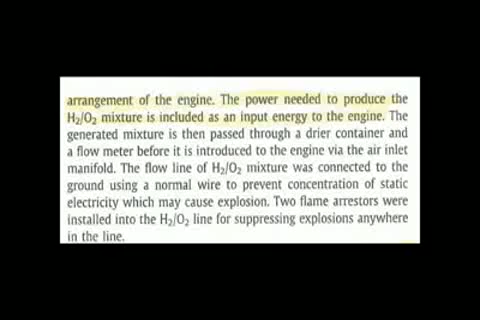 arrangement of the engine. The power needed to produce the
H₂/O₂ mixture is included as an input energy to the engine. The
generated mixture is then passed through a drier container and
a flow meter before it is introduced to the engine via the air inlet
manifold. The flow line of H₂/O₂ mixture was connected to the
ground using a normal wire to prevent concentration of static
electricity which may cause explosion. Two flame arrestors were
installed into the H₂/O₂ line for suppressing explosions anywhere
in the line.